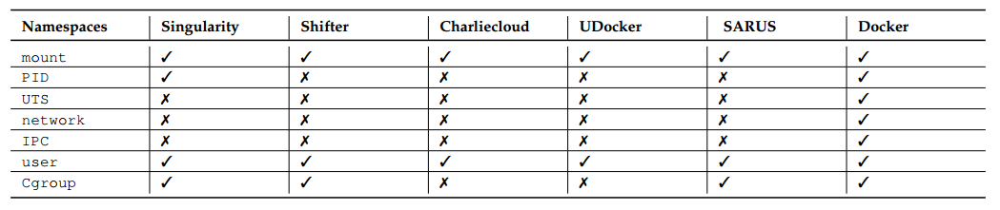 Namespaces Singularity Shifter Charliecloud UDocker SARUS Docker
mount ✓ ✓ ✓ ✓ ✓ ✓
PID ✓ ✗ ✗ ✗ ✗ ✓
UTS ✗ ✗ ✗ ✗ ✗ ✓
network ✗ ✗ ✗ ✗ ✗ ✓
IPC ✗ ✗ ✗ ✗ ✗ ✓
user ✓ ✓ ✓ ✓ ✓ ✓
Cgroup ✓ ✓ ✗ ✗ ✓ ✓